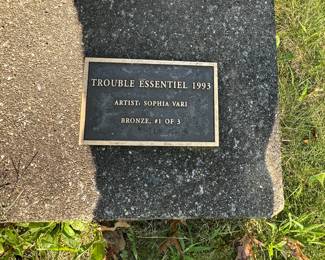 TROUBLE ESSENTIEL 1993
ARTIST: SOPHIA VARI
BRONZE, #1 OF 3